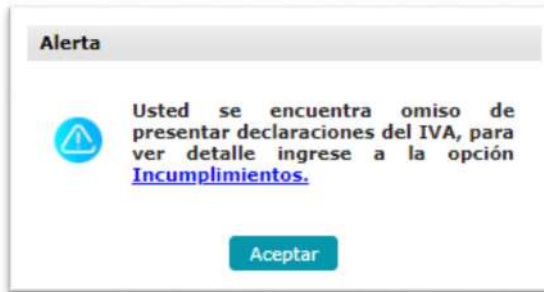 Alerta
Usted se encuentra omiso de
presentar declaraciones del IVA, para
ver detalle ingrese a la opción
Incumplimientos.
Aceptar